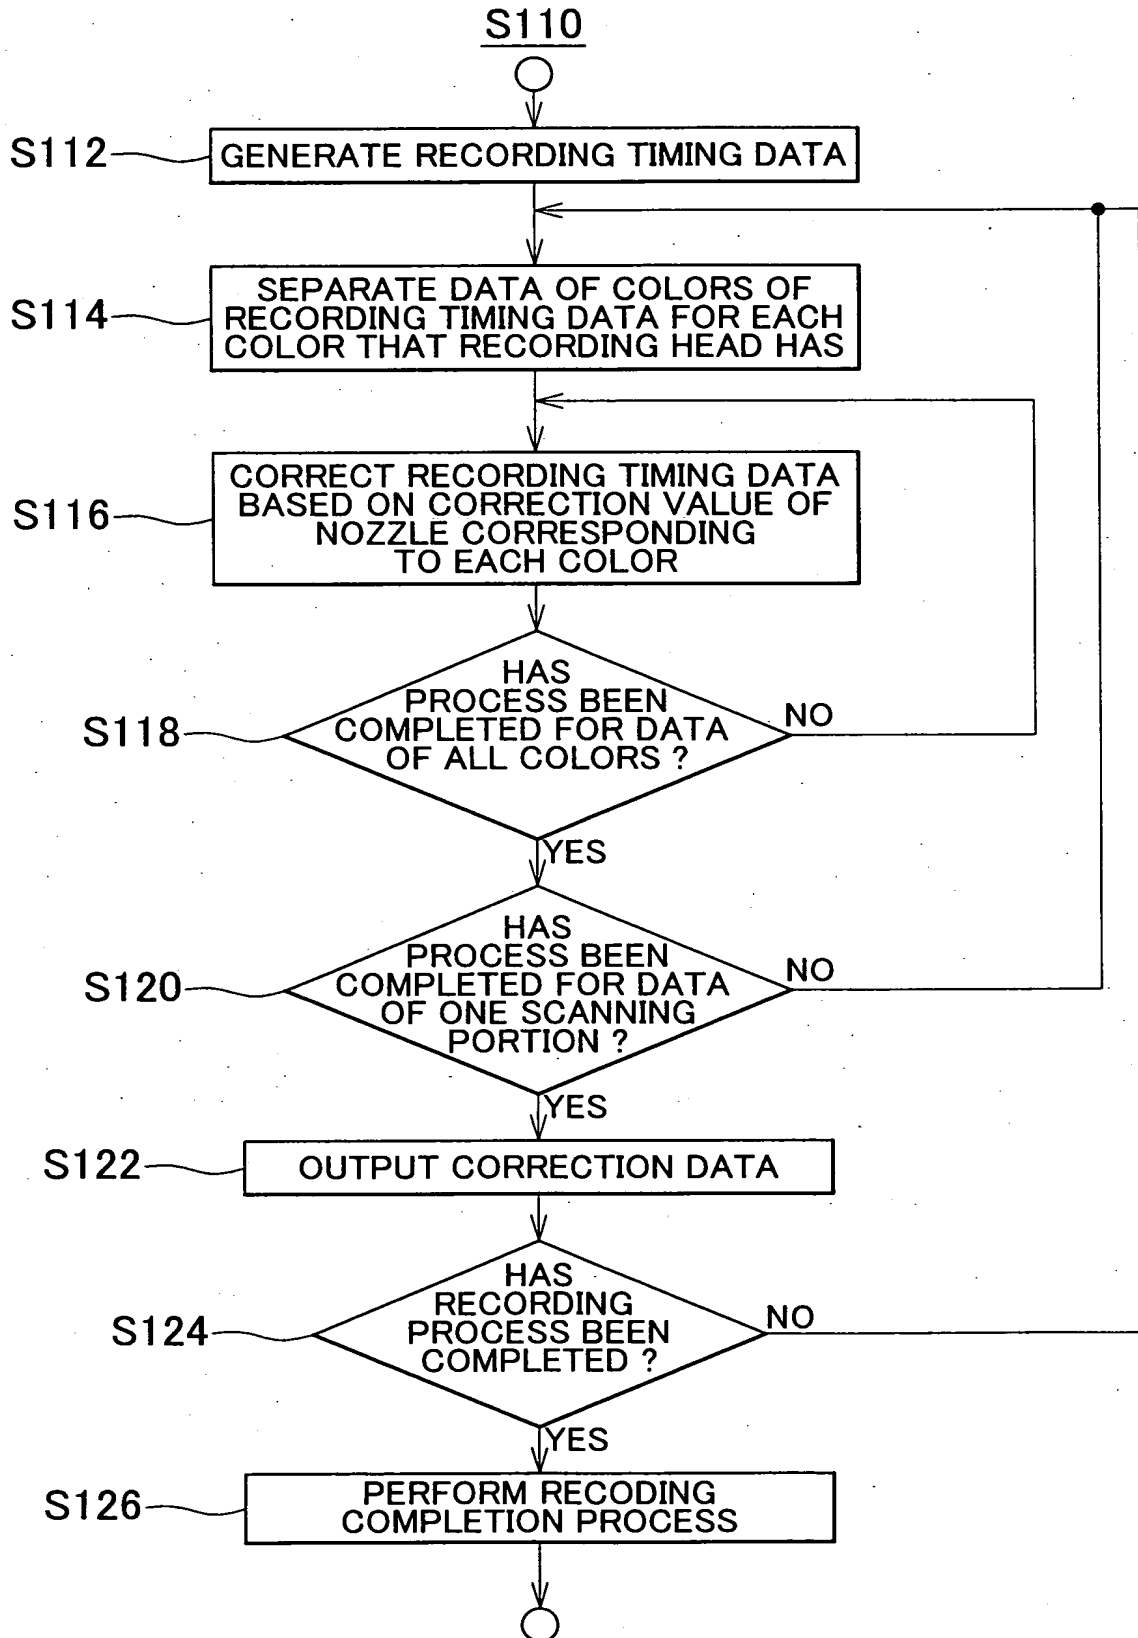 S110
S112
GENERATE RECORDING TIMING DATA
S114
SEPARATE DATA OF COLORS OF
RECORDING TIMING DATA FOR EACH
COLOR THAT RECORDING HEAD HAS
S116
CORRECT RECORDING TIMING DATA
BASED ON CORRECTION VALUE OF
NOZZLE CORRESPONDING
TO EACH COLOR
S118
HAS
PROCESS BEEN
COMPLETED FOR DATA
OF ALL COLORS ?
NO
YES
S120
HAS
PROCESS BEEN
COMPLETED FOR DATA
OF ONE SCANNING
PORTION ?
NO
YES
S122
OUTPUT CORRECTION DATA
S124
HAS
RECORDING
PROCESS BEEN
COMPLETED ?
NO
YES
S126
PERFORM RECODING
COMPLETION PROCESS